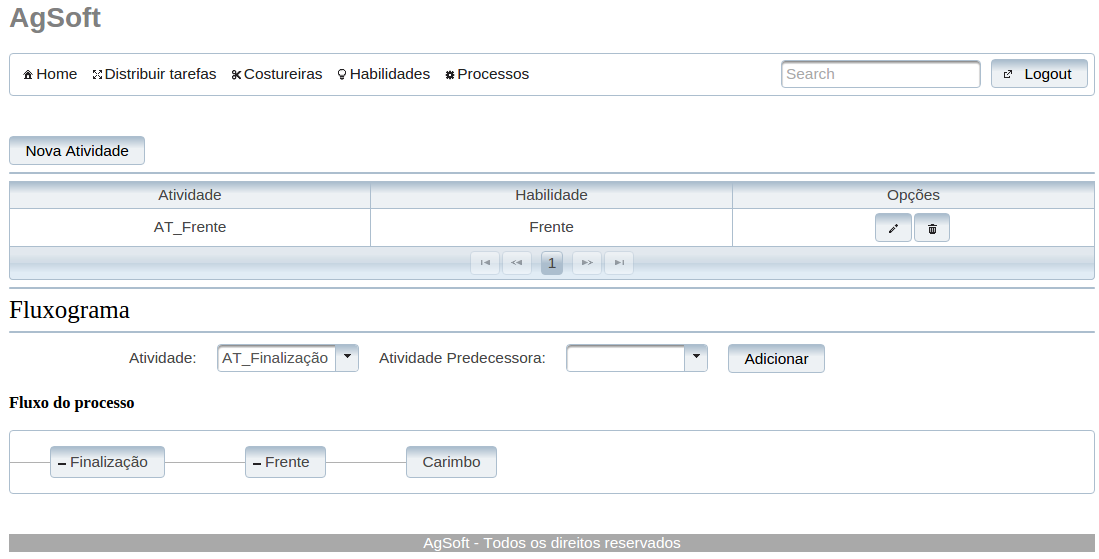 AgSoft
Home Distribuir tarefas Costureiras Habilidades Processos Search Logout
Nova Atividade
Atividade Habilidade Opções
AT_Frente Frente
1
Fluxograma
Atividade: AT_Finalização Atividade Predecessora: Adicionar
Fluxo do processo
Finalização Frente Carimbo
AgSoft - Todos os direitos reservados